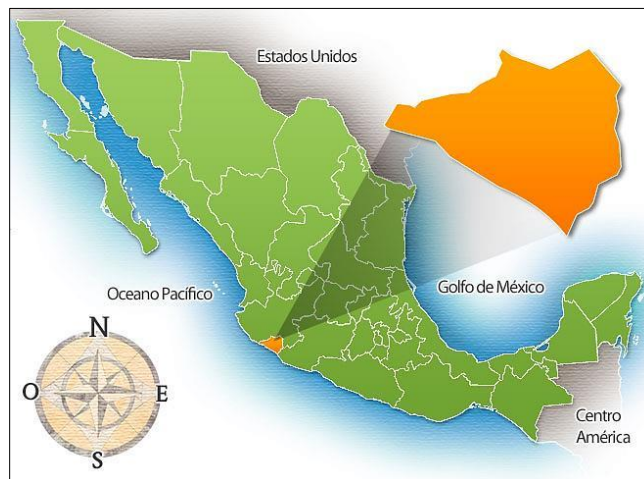 Estados Unidos
Oceano Pacífico
Golfo de México
N
O
E
S
Centro
América